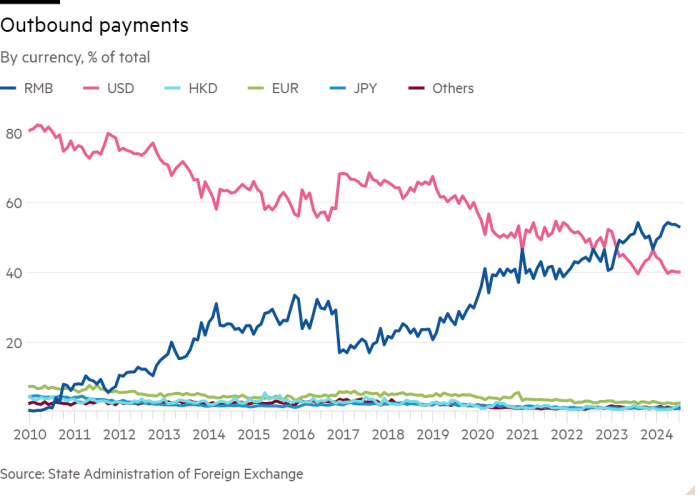 Outbound payments
By currency, % of total
RMB USD HKD EUR JPY Others
80
60
40
20
2010 2011 2012 2013 2014 2015 2016 2017 2018 2019 2020 2021 2022 2023 2024
Source: State Administration of Foreign Exchange